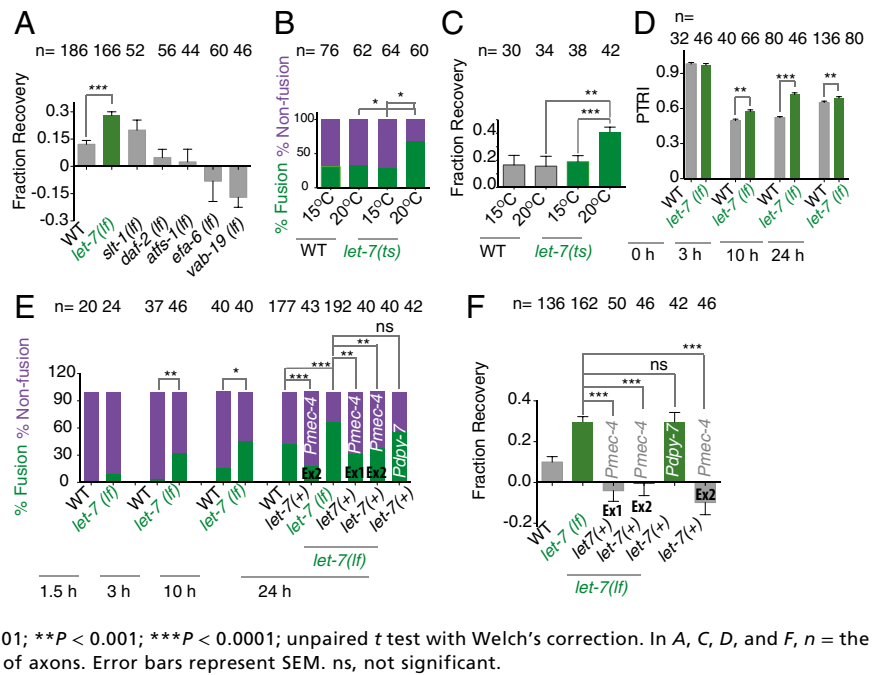 A
n= 186 166 52 56 44 60 46
Fraction Recovery
0.3
0.15
0
-0.15
-0.3
***
WT
let-7(lf)
slt-1(lf)
daf-2 (lf)
atfs-1(lf)
efa-6 (lf)
vab-19 (lf)
B
n= 76 62 64 60
% Fusion % Non-fusion
100
50
0
* *
15°C 20°C 15°C 20°C
WT let-7(ts)
C
n= 30 34 38 42
Fraction Recovery
0.4
0.2
0.0
**
***
15°C 20°C 15°C 20°C
WT let-7(ts)
D
n=
32 46 40 66 80 46 136 80
PTRI
0.9
0.6
0.3
** *** **
WT let-7 (lf) WT let-7 (lf) WT let-7 (lf) WT let-7 (lf)
0 h 3 h 10 h 24 h
E
n= 20 24 37 46 40 40 177 43 192 40 40 42
% Fusion % Non-fusion
120
90
60
30
0
ns
**
*** **
** * ***
Pmec-4 Pmec-4 Pmec-4 Pdpy-7
Ex2 Ex1 Ex2
WT let-7 (lf) WT let-7 (lf) WT let-7 (lf) WT let7(+) let-7 (lf) let7(+) let-7(+) let-7(+)
let-7(lf)
1.5 h 3 h 10 h 24 h
F
n= 136 162 50 46 42 46
Fraction Recovery
0.4
0.2
0.0
-0.2
***
ns
***
***
Pmec-4 Pmec-4 Pdpy-7 Pmec-4
Ex1 Ex2 Ex2
WT let-7 (lf) let7(+) let-7(+) let-7(+) let-7(+)
let-7(lf)
01; **P < 0.001; ***P < 0.0001; unpaired t test with Welch's correction. In A, C, D, and F, n = the
of axons. Error bars represent SEM. ns, not significant.